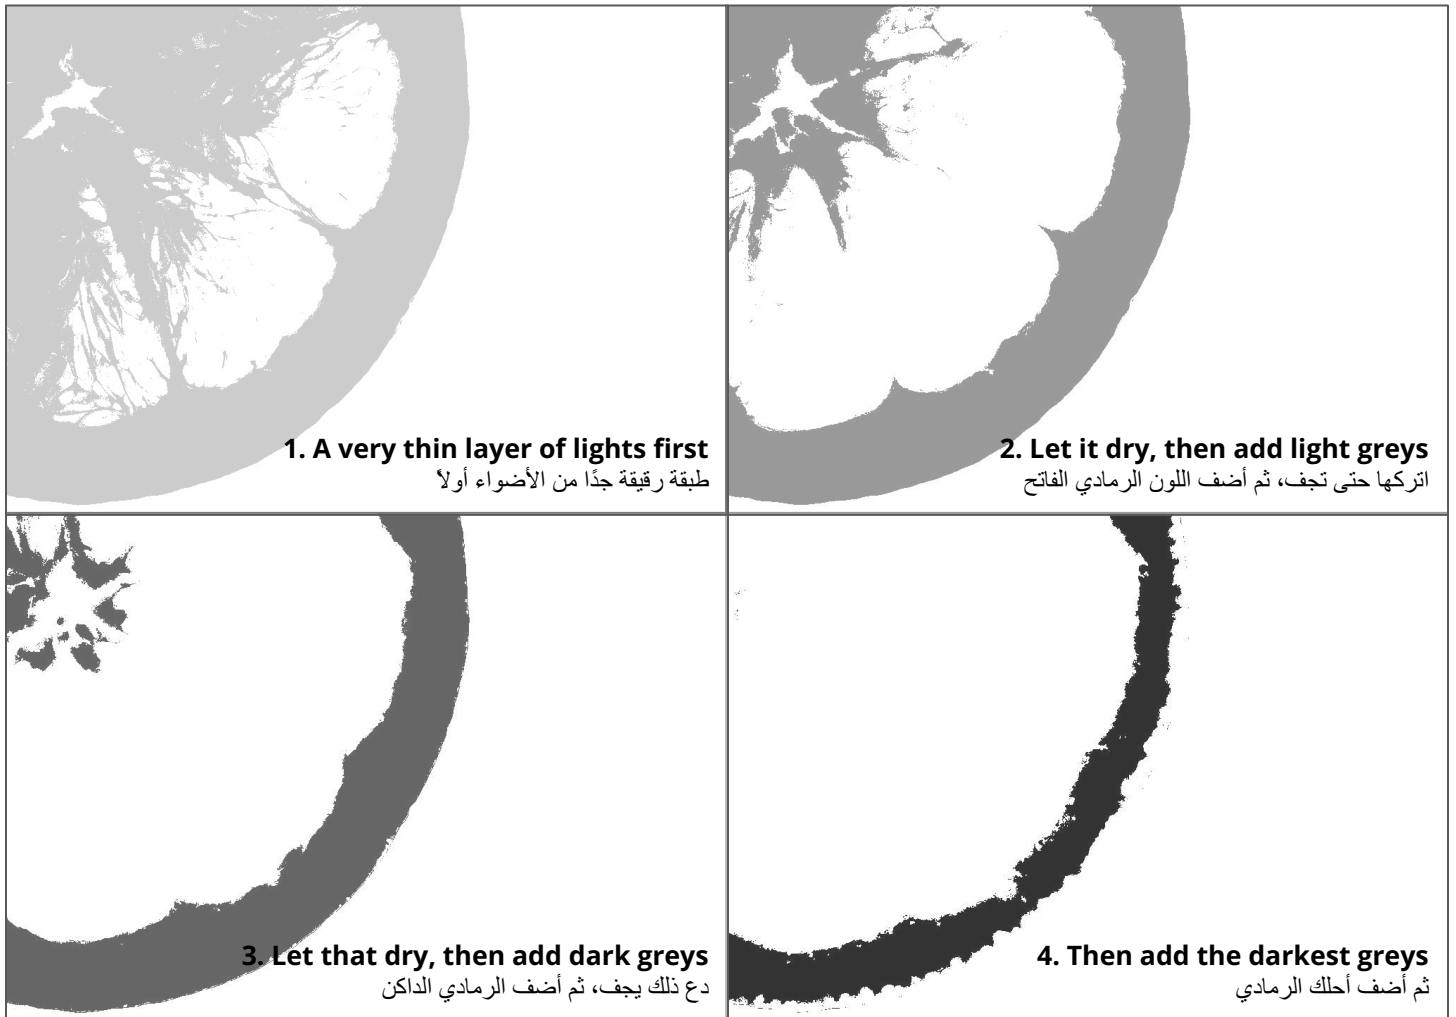 1. A very thin layer of lights first
طبقة رقيقة جدًا من الأضواء أولاً
2. Let it dry, then add light greys
اتركها حتى تجف، ثم أضف اللون الرمادي الفاتح
3. Let that dry, then add dark greys
دع ذلك يجف، ثم أضف الرمادي الداكن
4. Then add the darkest greys
ثم أضف أحلك الرمادي